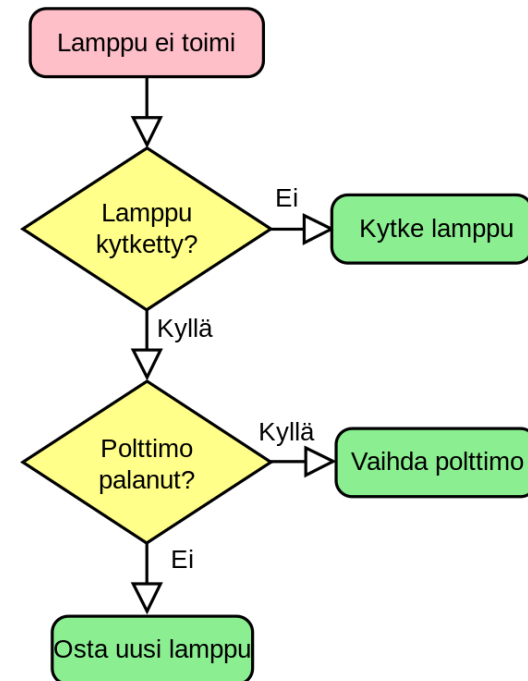 Lamppu ei toimi
Lamppu
kytketty?
Ei
Kytke lamppu
Kyllä
Polttimo
palanut?
Kyllä
Vaihda polttimo
Ei
Osta uusi lamppu